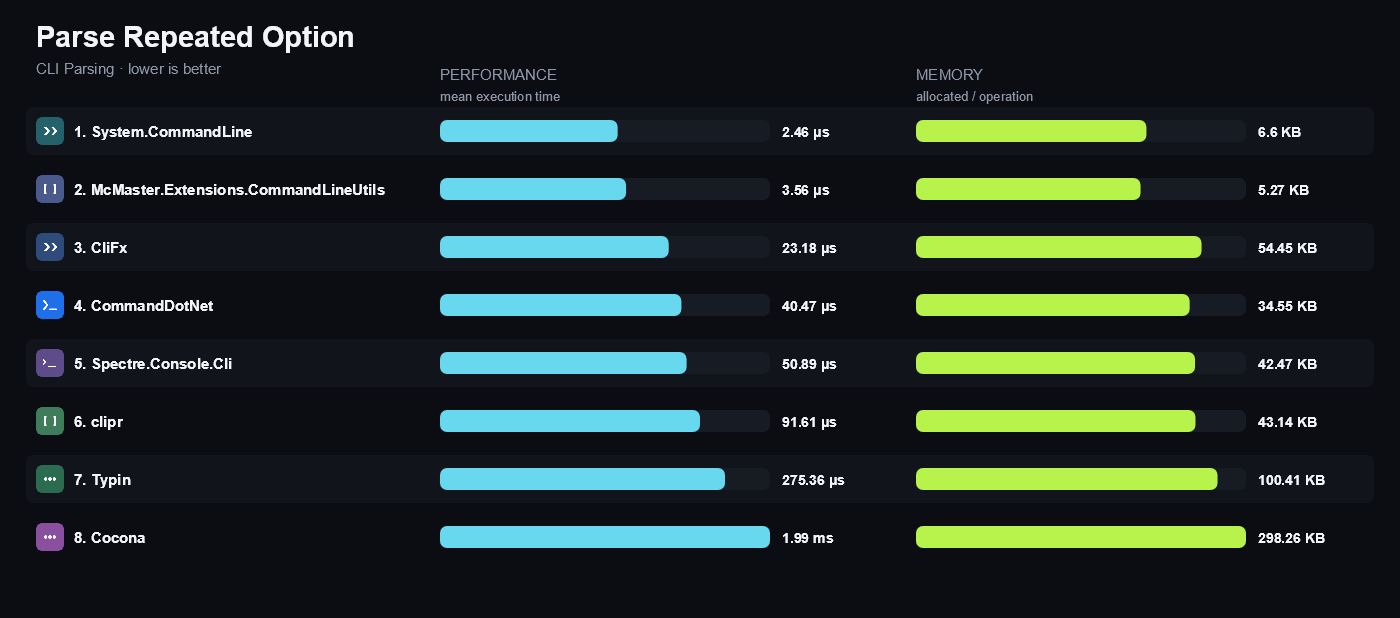 Parse Repeated Option
CLI Parsing · lower is better
PERFORMANCE
mean execution time
MEMORY
allocated / operation
1. System.CommandLine 2.46 µs 6.6 KB
[ ] 2. McMaster.Extensions.CommandLineUtils 3.56 µs 5.27 KB
3. CliFx 23.18 µs 54.45 KB
>_ 4. CommandDotNet 40.47 µs 34.55 KB
>_ 5. Spectre.Console.Cli 50.89 µs 42.47 KB
[ ] 6. clipr 91.61 µs 43.14 KB
7. Typin 275.36 µs 100.41 KB
8. Cocona 1.99 ms 298.26 KB